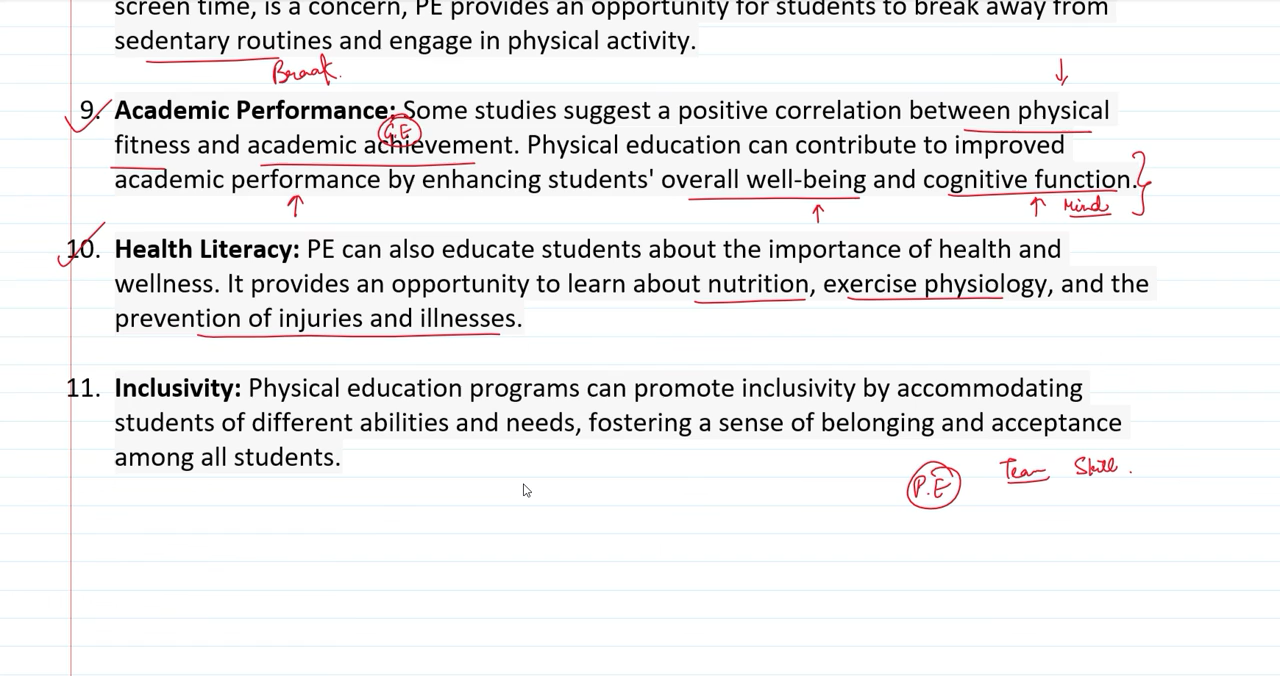 screen time, is a concern, PE provides an opportunity for students to break away from
sedentary routines and engage in physical activity.
Break.
9. Academic Performance: Some studies suggest a positive correlation between physical
G.E
fitness and academic achievement. Physical education can contribute to improved
academic performance by enhancing students' overall well-being and cognitive function.
Mind
10. Health Literacy: PE can also educate students about the importance of health and
wellness. It provides an opportunity to learn about nutrition, exercise physiology, and the
prevention of injuries and illnesses.
11. Inclusivity: Physical education programs can promote inclusivity by accommodating
students of different abilities and needs, fostering a sense of belonging and acceptance
among all students.
P.E Team Skill.